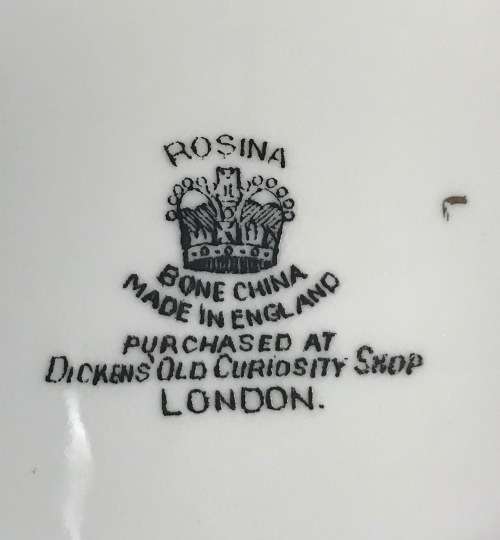 ROSINA
BONE CHINA
MADE IN ENGLAND
PURCHASED AT
DICKENS' OLD CURIOSITY SHOP
LONDON.